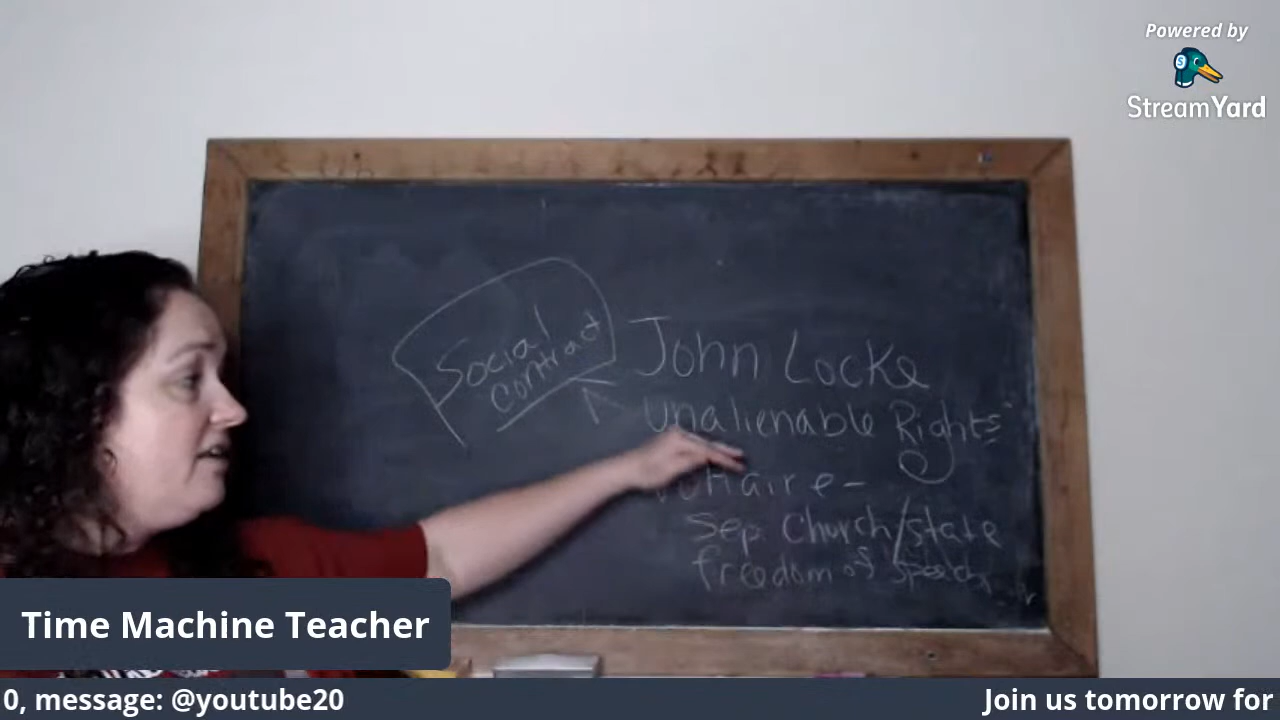 Powered by
StreamYard
Social
contract
John Locke
unalienable Rights
Voltaire-
Sep. Church/State
freedom of speech
Time Machine Teacher
0, message: @youtube20
Join us tomorrow for